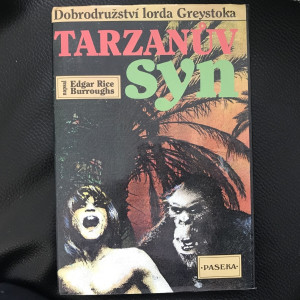 Dobrodružství lorda Greystoka
TARZANŮV
syn
napsal
Edgar Rice
Burroughs
PASEKA